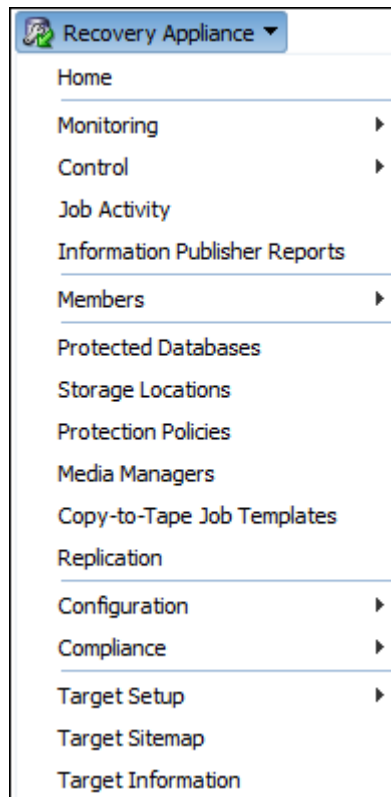 Recovery Appliance
Home
Monitoring
Control
Job Activity
Information Publisher Reports
Members
Protected Databases
Storage Locations
Protection Policies
Media Managers
Copy-to-Tape Job Templates
Replication
Configuration
Compliance
Target Setup
Target Sitemap
Target Information